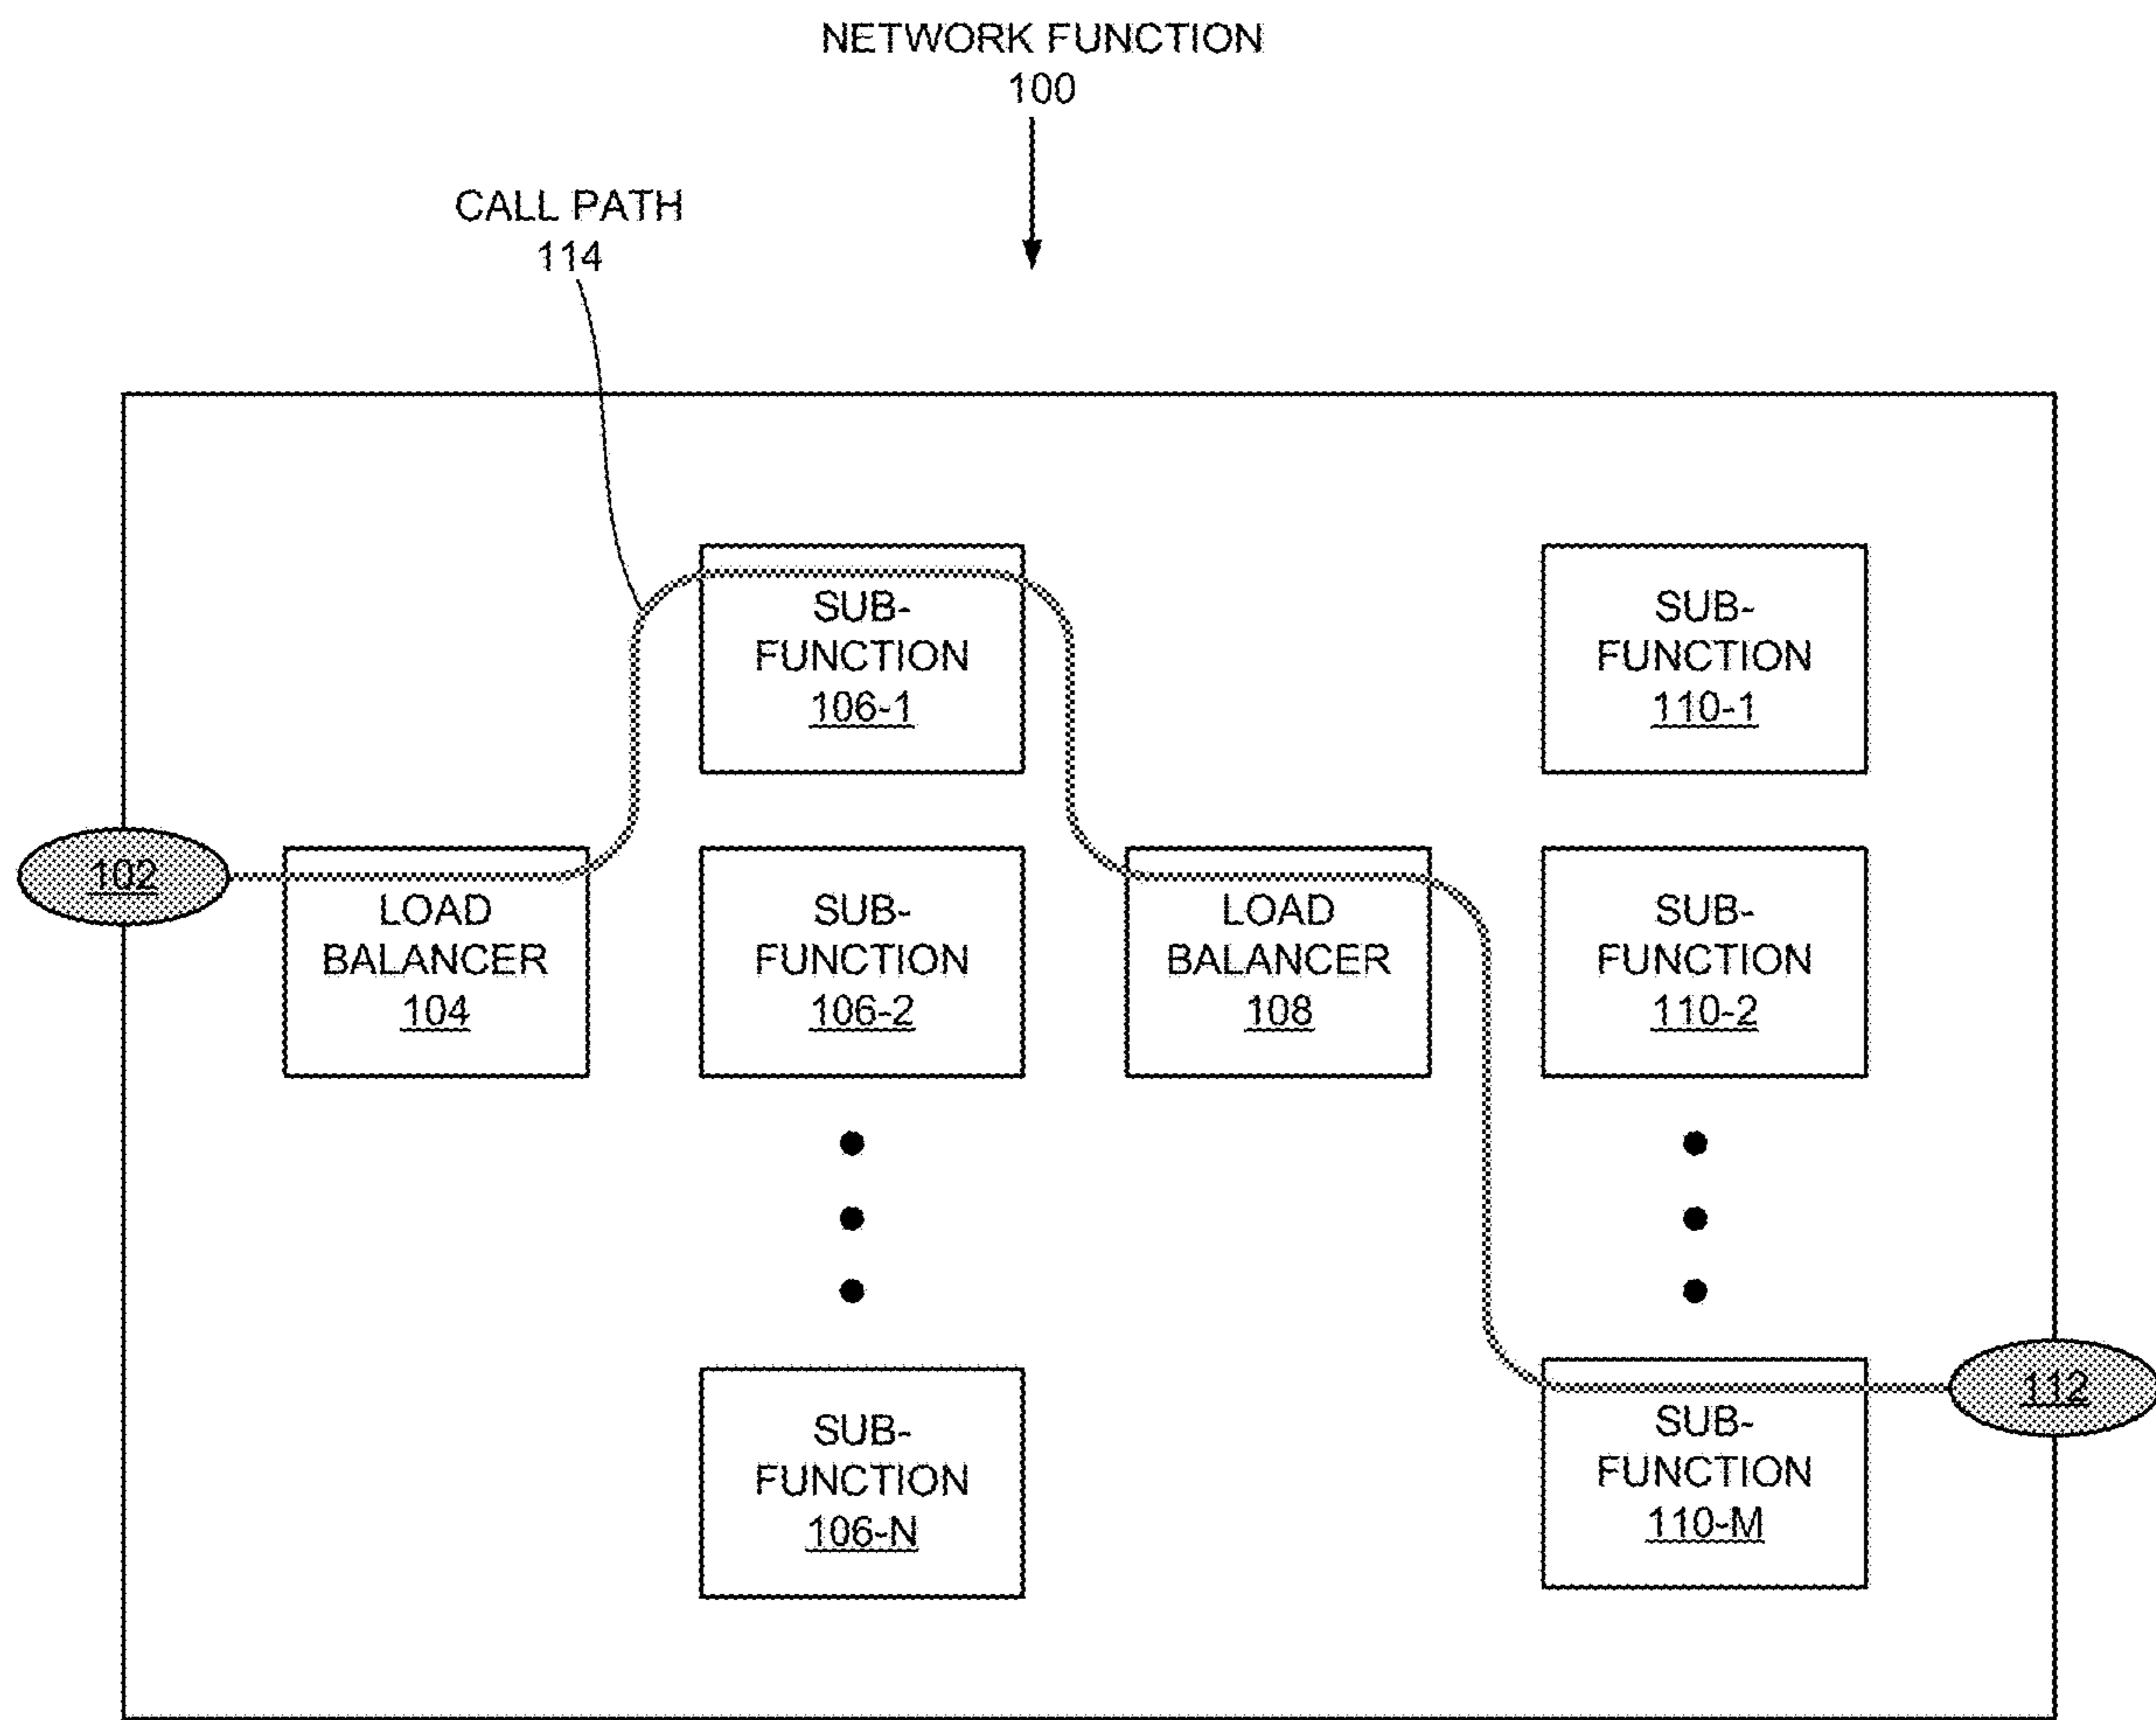 NETWORK FUNCTION
100
CALL PATH
114
SUB-
FUNCTION
106-1
SUB-
FUNCTION
110-1
102
LOAD
BALANCER
104
SUB-
FUNCTION
106-2
LOAD
BALANCER
108
SUB-
FUNCTION
110-2
112
SUB-
FUNCTION
106-N
SUB-
FUNCTION
110-M